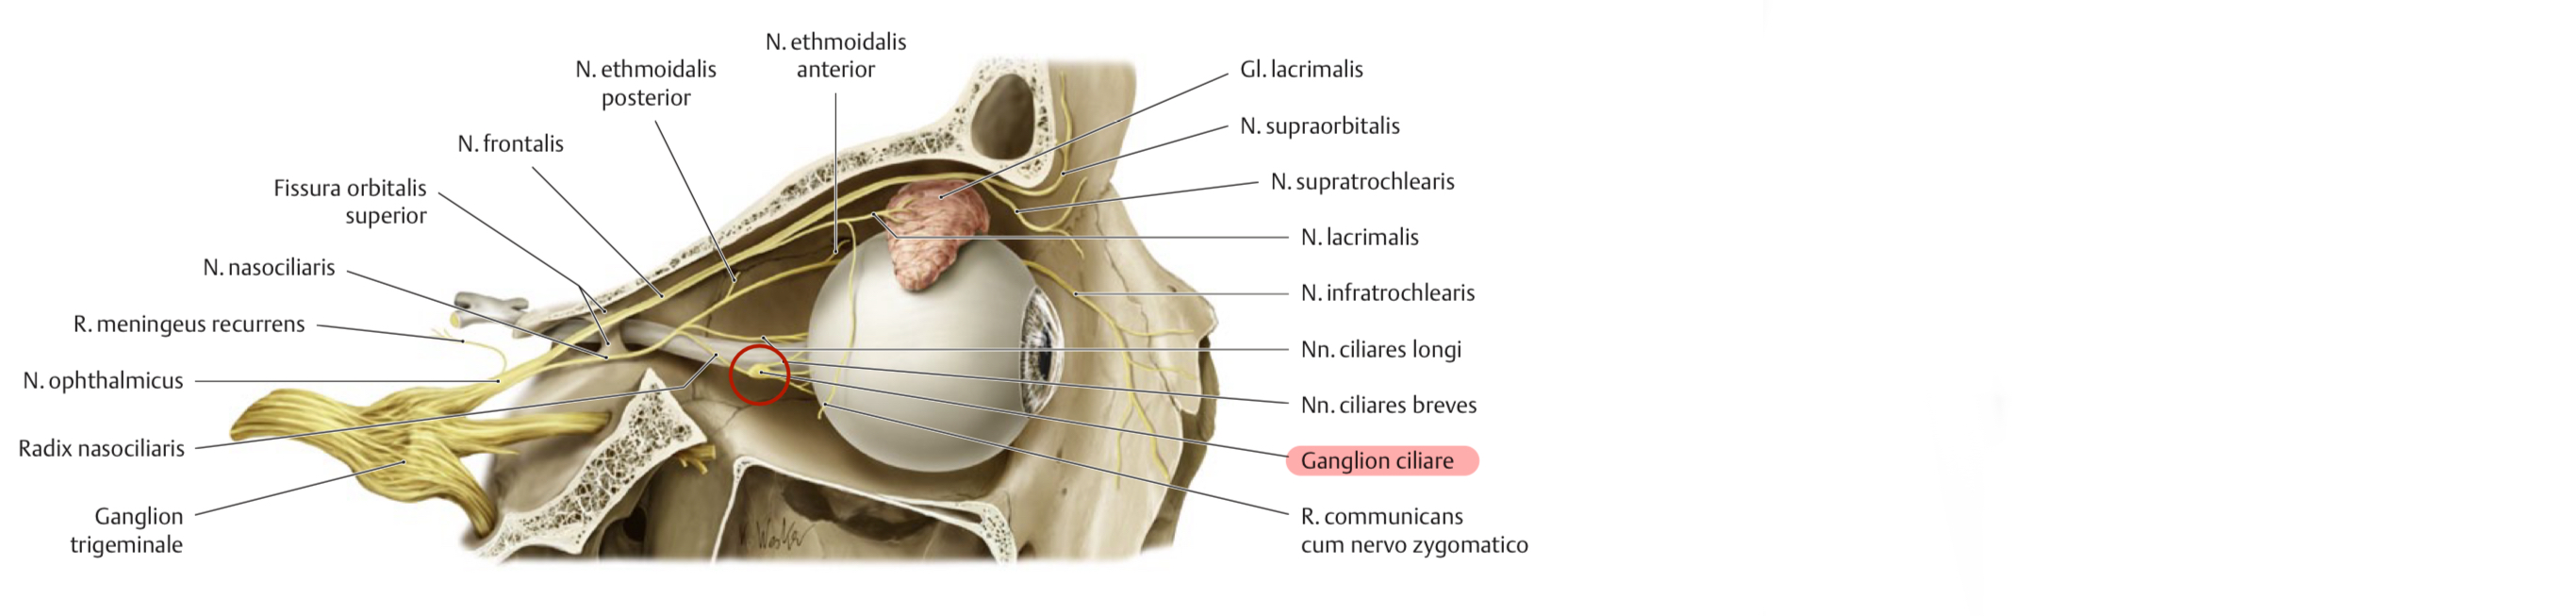 N. ethmoidalis
anterior
N. ethmoidalis
posterior
N. frontalis
Fissura orbitalis
superior
N. nasociliaris
R. meningeus recurrens
N. ophthalmicus
Radix nasociliaris
Ganglion
trigeminale
Gl. lacrimalis
N. supraorbitalis
N. supratrochlearis
N. lacrimalis
N. infratrochlearis
Nn. ciliares longi
Nn. ciliares breves
Ganglion ciliare
R. communicans
cum nervo zygomatico